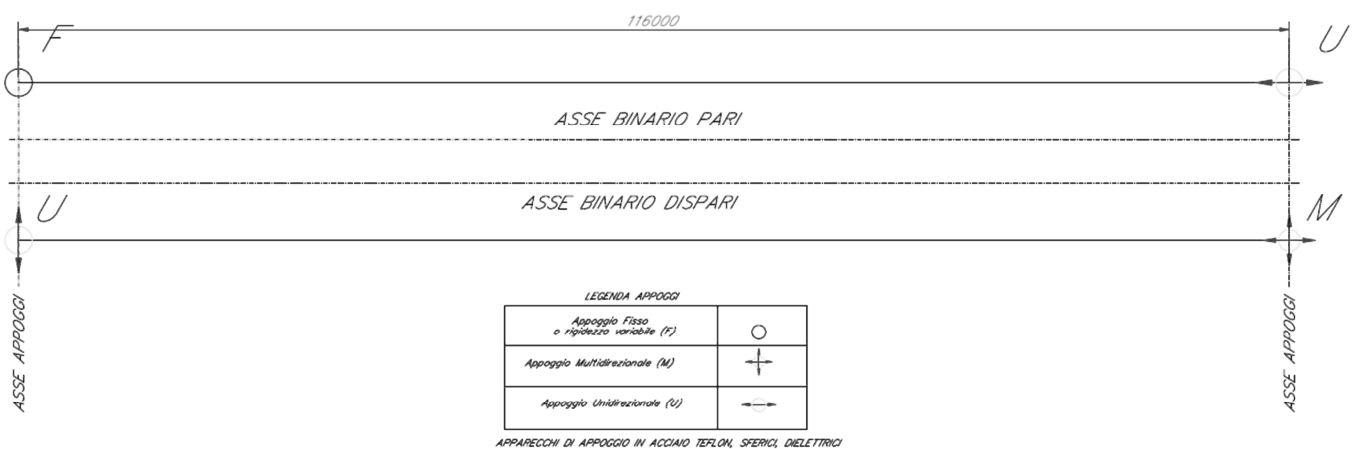 116000
F
U
ASSE BINARIO PARI
ASSE BINARIO DISPARI
U
M
ASSE APPOGGI
ASSE APPOGGI
LEGENDA APPOGGI
Appoggio Fisso
a rigidezza variabile (F)
Appoggio Multidirezionale (M)
Appoggio Unidirezionale (U)
APPARECCHI DI APPOGGIO IN ACCIAIO TEFLON, SFERICI, DIELETTRICI